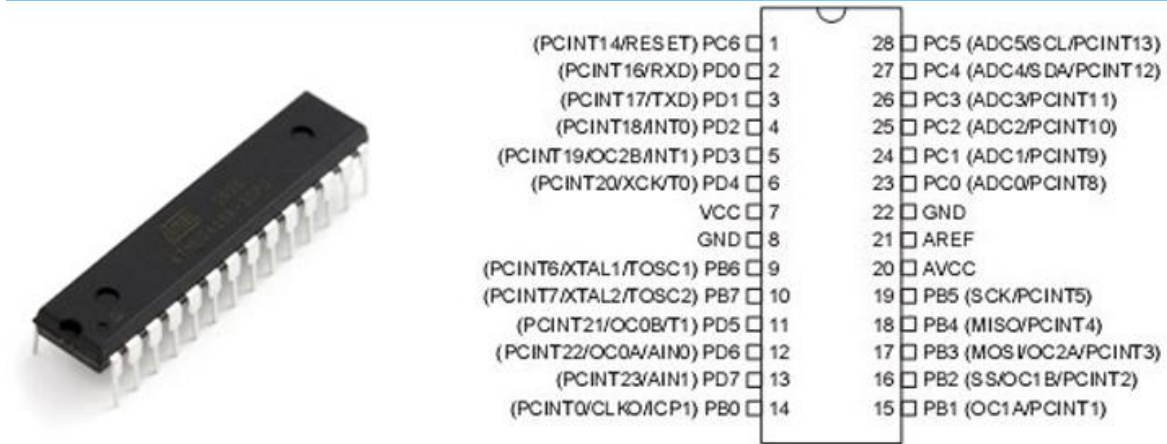 (PCINT14/RESET) PC6 1
(PCINT16/RXD) PD0 2
(PCINT17/TXD) PD1 3
(PCINT18/INT0) PD2 4
(PCINT19/OC2B/INT1) PD3 5
(PCINT20/XCK/T0) PD4 6
VCC 7
GND 8
(PCINT6/XTAL1/TOSC1) PB6 9
(PCINT7/XTAL2/TOSC2) PB7 10
(PCINT21/OC0B/T1) PD5 11
(PCINT22/OC0A/AIN0) PD6 12
(PCINT23/AIN1) PD7 13
(PCINT0/CLKO/ICP1) PB0 14
28 PC5 (ADC5/SCL/PCINT13)
27 PC4 (ADC4/SDA/PCINT12)
26 PC3 (ADC3/PCINT11)
25 PC2 (ADC2/PCINT10)
24 PC1 (ADC1/PCINT9)
23 PC0 (ADC0/PCINT8)
22 GND
21 AREF
20 AVCC
19 PB5 (SCK/PCINT5)
18 PB4 (MISO/PCINT4)
17 PB3 (MOSI/OC2A/PCINT3)
16 PB2 (SS/OC1B/PCINT2)
15 PB1 (OC1A/PCINT1)